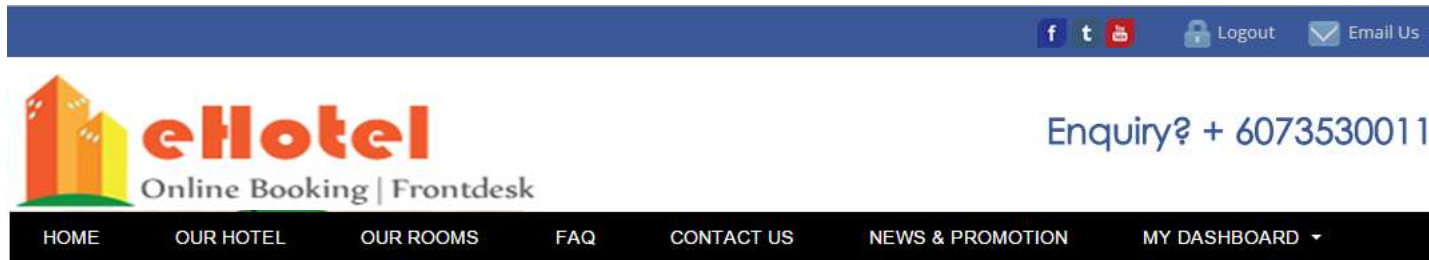 f t You Tube Logout Email Us
eHotel
Enquiry? + 6073530011
Online Booking | Frontdesk
HOME OUR HOTEL OUR ROOMS FAQ CONTACT US NEWS & PROMOTION MY DASHBOARD